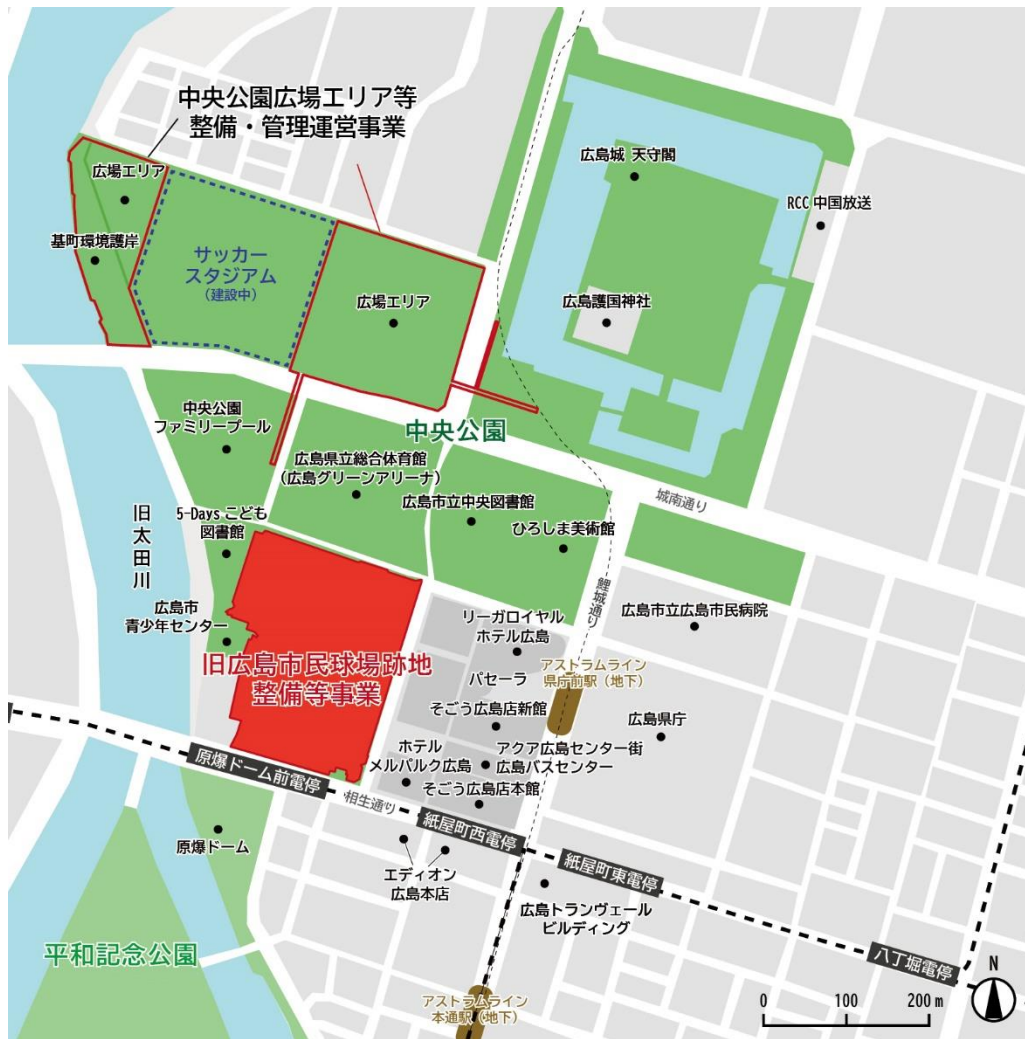 中央公園広場エリア等
整備・管理運営事業
広場エリア
基町環境護岸
サッカー
スタジアム
（建設中）
広場エリア
広島城 天守閣
RCC 中国放送
広島護国神社
中央公園
中央公園
ファミリープール
広島県立総合体育館
（広島グリーンアリーナ）
広島市立中央図書館
ひろしま美術館
城南通り
旧太田川
5-Days こども
図書館
広島市
青少年センター
旧広島市民球場跡地
整備等事業
鯉城通り
リーガロイヤル
ホテル広島
パセーラ
アストラムライン
県庁前駅（地下）
広島市立広島市民病院
そごう広島店新館
広島県庁
ホテル
メルパルク広島
アクア広島センター街
広島バスセンター
そごう広島店本館
原爆ドーム前電停
相生通り
紙屋町西電停
紙屋町東電停
八丁堀電停
原爆ドーム
エディオン
広島本店
広島トランヴェール
ビルディング
平和記念公園
アストラムライン
本通駅（地下）
N
0 100 200 m